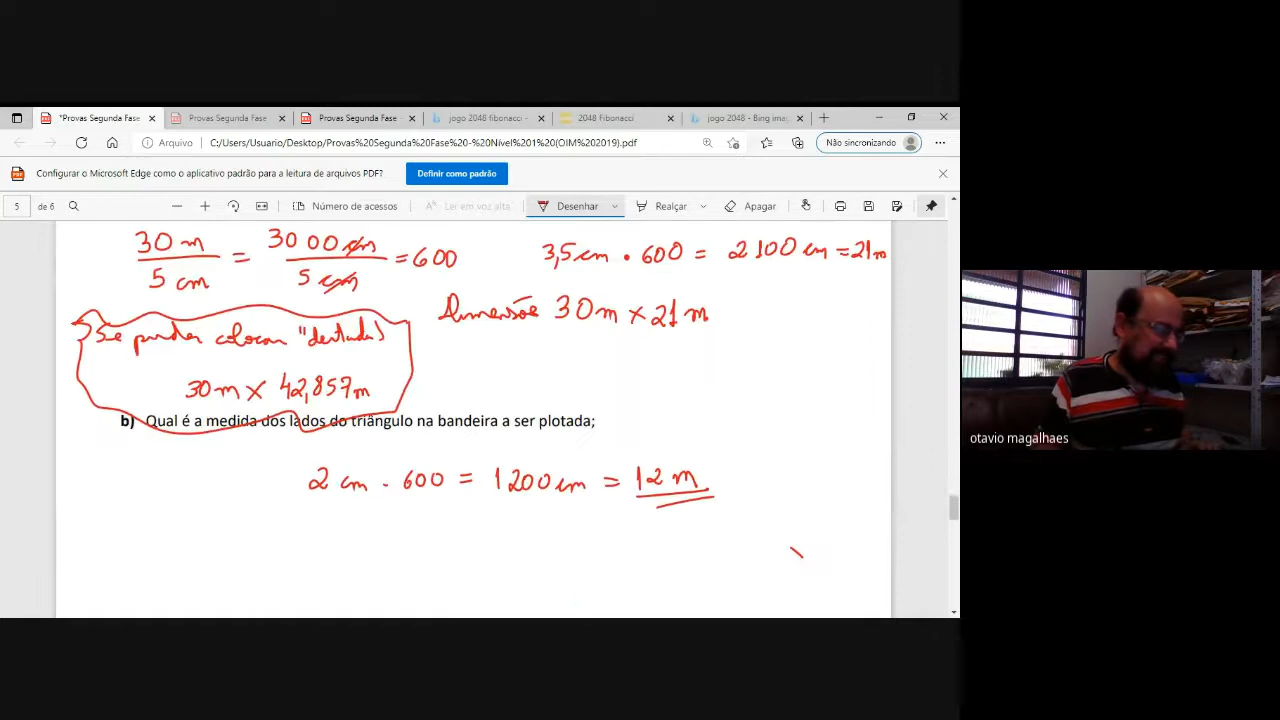 *Provas Segunda Fase
Provas Segunda Fase
Provas Segunda Fase
jogo 2048 fibonacci -
2048 Fibonacci
jogo 2048 - Bing ima
Arquivo
C:/Users/Usuario/Desktop/Provas%20Segunda%20Fase%20-%20Nível%201%20(OIM%202019).pdf
Não sincronizando
Configurar o Microsoft Edge como o aplicativo padrão para a leitura de arquivos PDF?
Definir como padrão
5 de 6
Número de acessos
Ler em voz alta
Desenhar
Realçar
Apagar
30 m / 5 cm = 3000 cm / 5 cm = 600
3,5 cm . 600 = 2100 cm = 21 m
Dimensõe 30 m x 21 m
Se puder colocar "
30 m x 42,857 m
b) Qual é a medida dos lados do triângulo na bandeira a ser plotada;
2 cm . 600 = 1200 cm = 12 m
otavio magalhaes